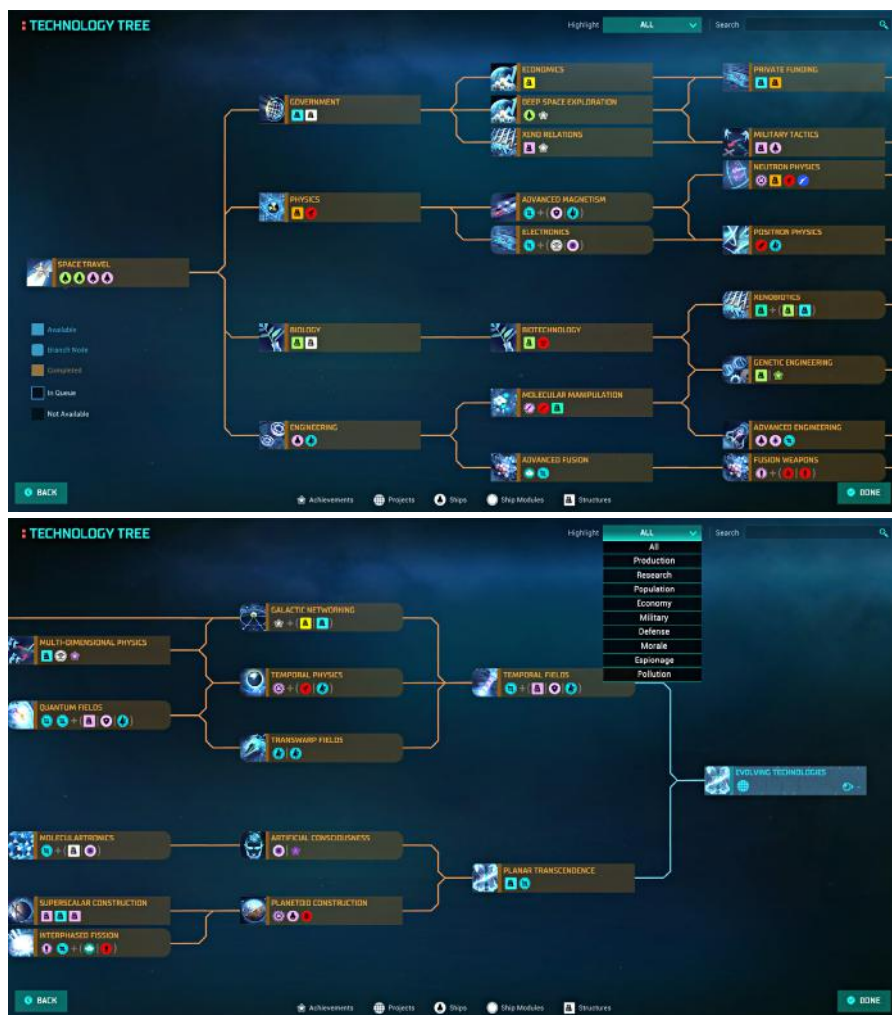 TECHNOLOGY TREE
Highlight ALL Search
ECONOMICS
PRIVATE FUNDING
GOVERNMENT
DEEP SPACE EXPLORATION
XENO RELATIONS
MILITARY TACTICS
NEUTRON PHYSICS
PHYSICS
ADVANCED MAGNETISM
ELECTRONICS
POSITRON PHYSICS
SPACE TRAVEL
XENOBIOTICS
Available
BIOLOGY
BIOTECHNOLOGY
Branch Node
GENETIC ENGINEERING
Completed
In Queue
MOLECULAR MANIPULATION
Not Available
ENGINEERING
ADVANCED ENGINEERING
ADVANCED FUSION
FUSION WEAPONS
BACK
Achievements Projects Ships Ship Modules Structures
DONE
TECHNOLOGY TREE
Highlight ALL Search
All
Production
Research
Population
Economy
Military
Defense
Morale
Espionage
Pollution
GALACTIC NETWORKING
MULTI-DIMENSIONAL PHYSICS
TEMPORAL PHYSICS
TEMPORAL FIELDS
QUANTUM FIELDS
TRANSWARP FIELDS
EVOLVING TECHNOLOGIES
MOLECULARTRONICS
ARTIFICIAL CONSCIOUSNESS
PLANAR TRANSCENDENCE
SUPERSCALAR CONSTRUCTION
PLANETOID CONSTRUCTION
INTERPHASED FISSION
BACK
Achievements Projects Ships Ship Modules Structures
DONE